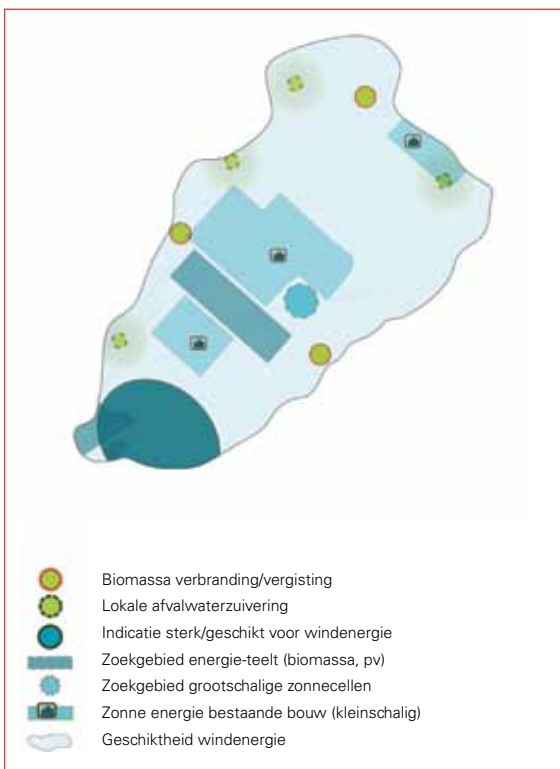 Biomassa verbranding/vergisting
Lokale afvalwaterzuivering
Indicatie sterk/geschikt voor windenergie
Zoekgebied energie-teelt (biomassa, pv)
Zoekgebied grootschalige zonnecellen
Zonne energie bestaande bouw (kleinschalig)
Geschiktheid windenergie